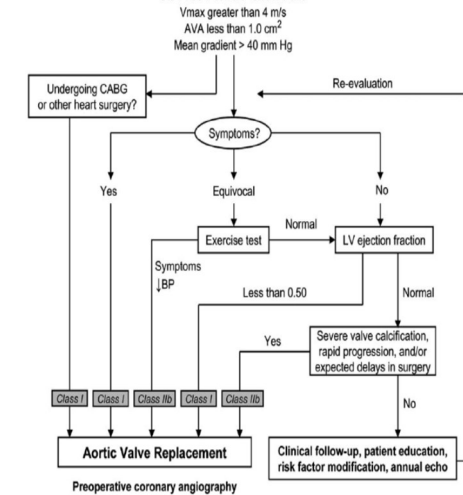 Vmax greater than 4 m/s
AVA less than 1.0 cm²
Mean gradient > 40 mm Hg
Undergoing CABG
or other heart surgery?
Re-evaluation
Symptoms?
Yes
Equivocal
No
Exercise test
Normal
LV ejection fraction
Symptoms
↓BP
Less than 0.50
Normal
Yes
Severe valve calcification,
rapid progression, and/or
expected delays in surgery
No
Class I
Class I
Class IIb
Class I
Class IIb
Aortic Valve Replacement
Clinical follow-up, patient education,
risk factor modification, annual echo
Preoperative coronary angiography